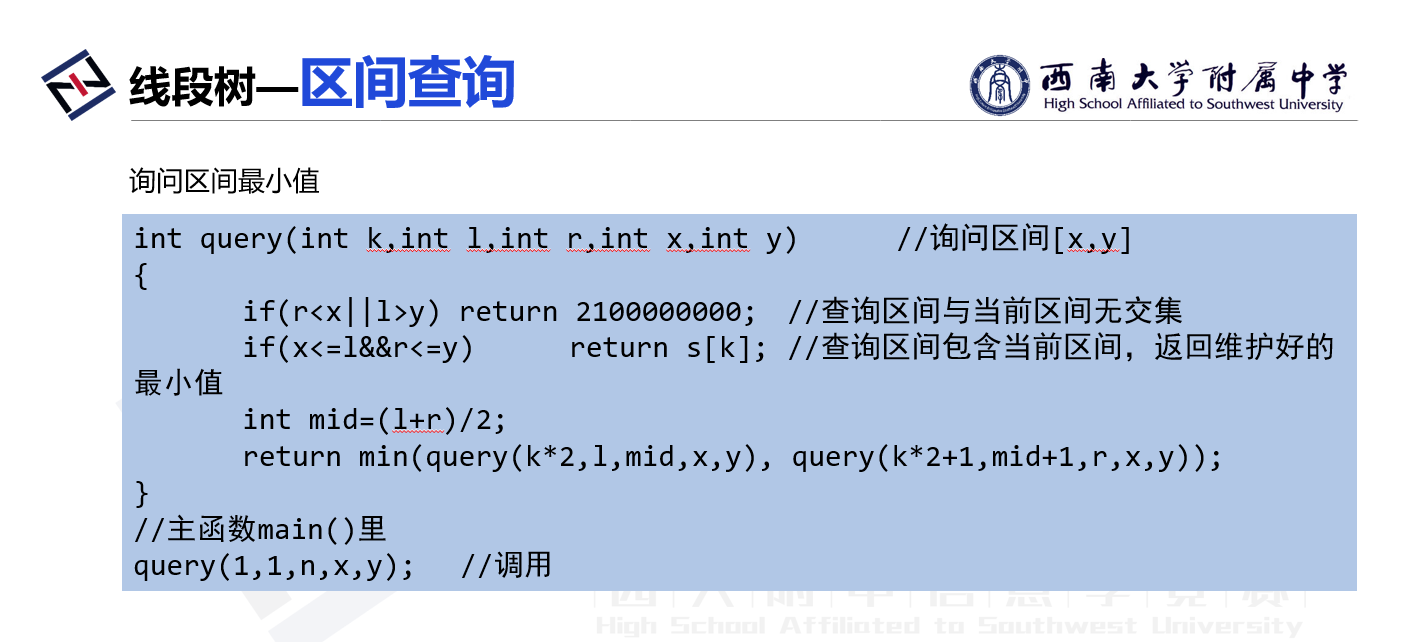 线段树—区间查询
西南大学附属中学
High School Affiliated to Southwest University
询问区间最小值
int query(int k,int l,int r,int x,int y)      //询问区间[x,y]
{
if(r<x||l>y) return 2100000000;  //查询区间与当前区间无交集
if(x<=l&&r<=y)      return s[k]; //查询区间包含当前区间，返回维护好的
最小值
int mid=(l+r)/2;
return min(query(k*2,l,mid,x,y), query(k*2+1,mid+1,r,x,y));
}
//主函数main()里
query(1,1,n,x,y);   //调用
西大附中信息学竞赛
High School Affiliated to Southwest University